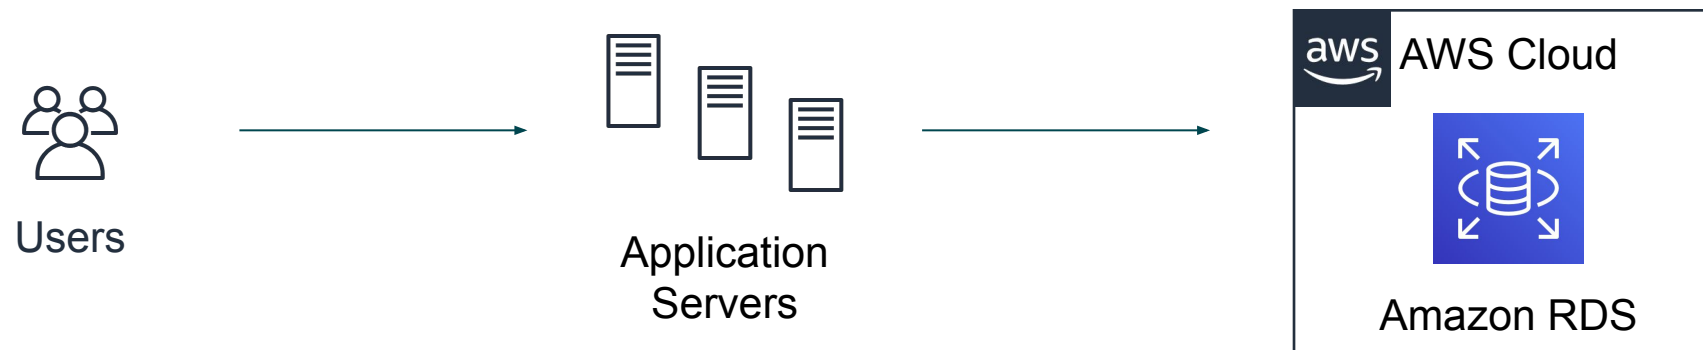 Users
Application
Servers
aws
AWS Cloud
Amazon RDS